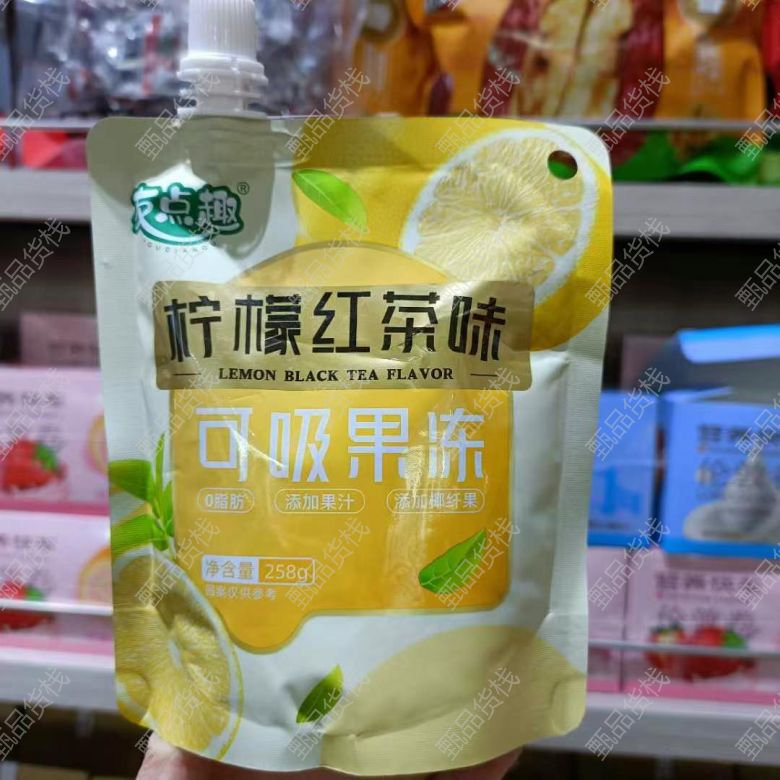 友点趣®
柠檬红茶味
LEMON BLACK TEA FLAVOR
可吸果冻
0脂肪
添加果汁
添加椰纤果
净含量 258g
图案仅供参考
甄品货栈